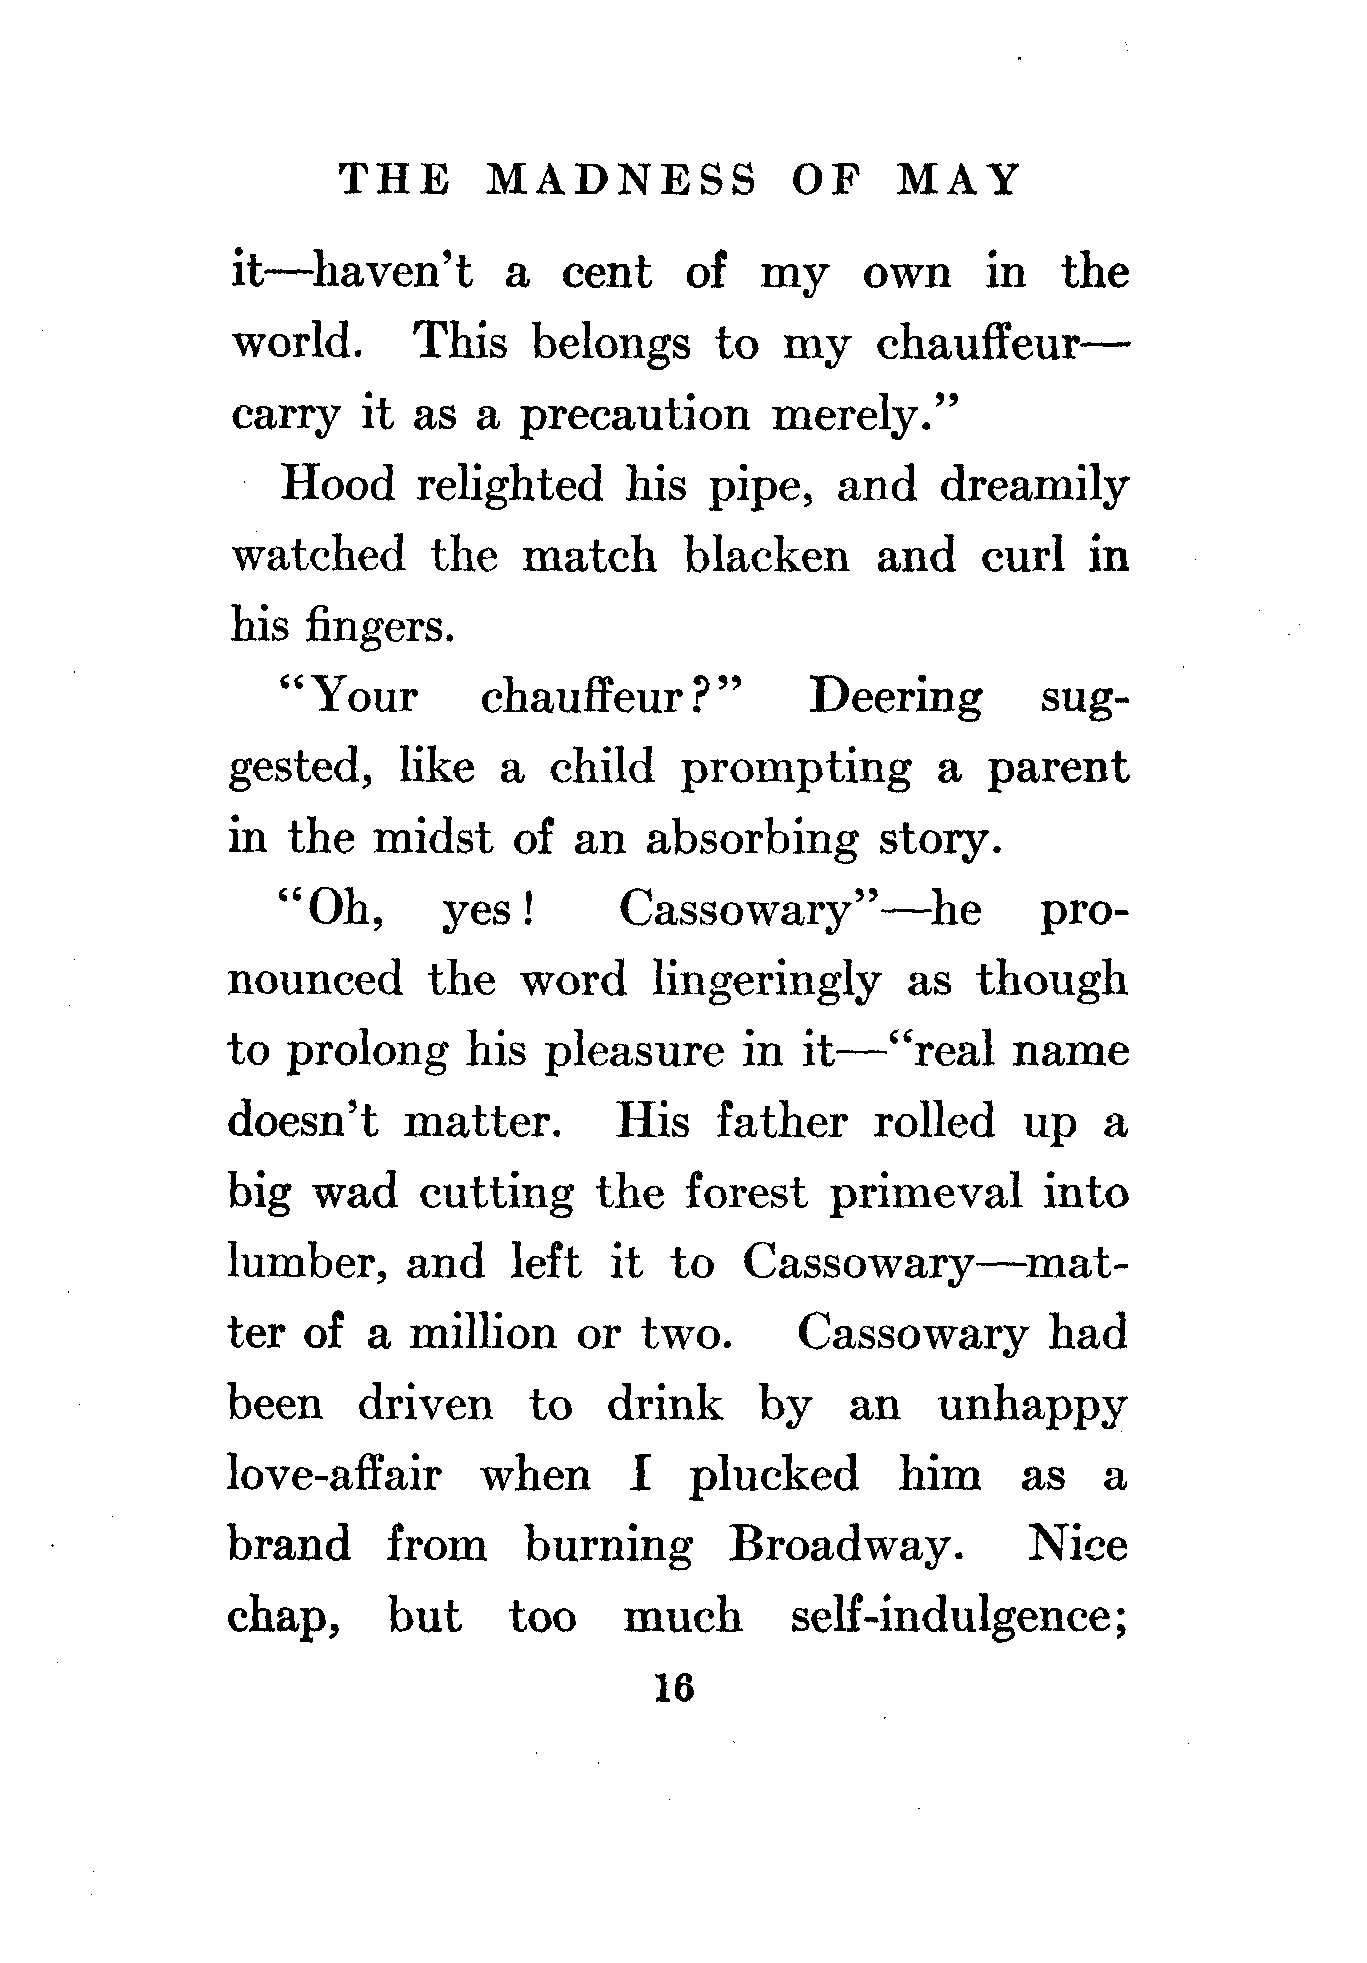 THE MADNESS OF MAY
it—haven't a cent of my own in the
world. This belongs to my chauffeur—
carry it as a precaution merely.”
Hood relighted his pipe, and dreamily
watched the match blacken and curl in
his fingers.
“Your chauffeur?” Deering sug-
gested, like a child prompting a parent
in the midst of an absorbing story.
“Oh, yes! Cassowary”—he pro-
nounced the word lingeringly as though
to prolong his pleasure in it—“real name
doesn't matter. His father rolled up a
big wad cutting the forest primeval into
lumber, and left it to Cassowary—mat-
ter of a million or two. Cassowary had
been driven to drink by an unhappy
love-affair when I plucked him as a
brand from burning Broadway. Nice
chap, but too much self-indulgence;
16